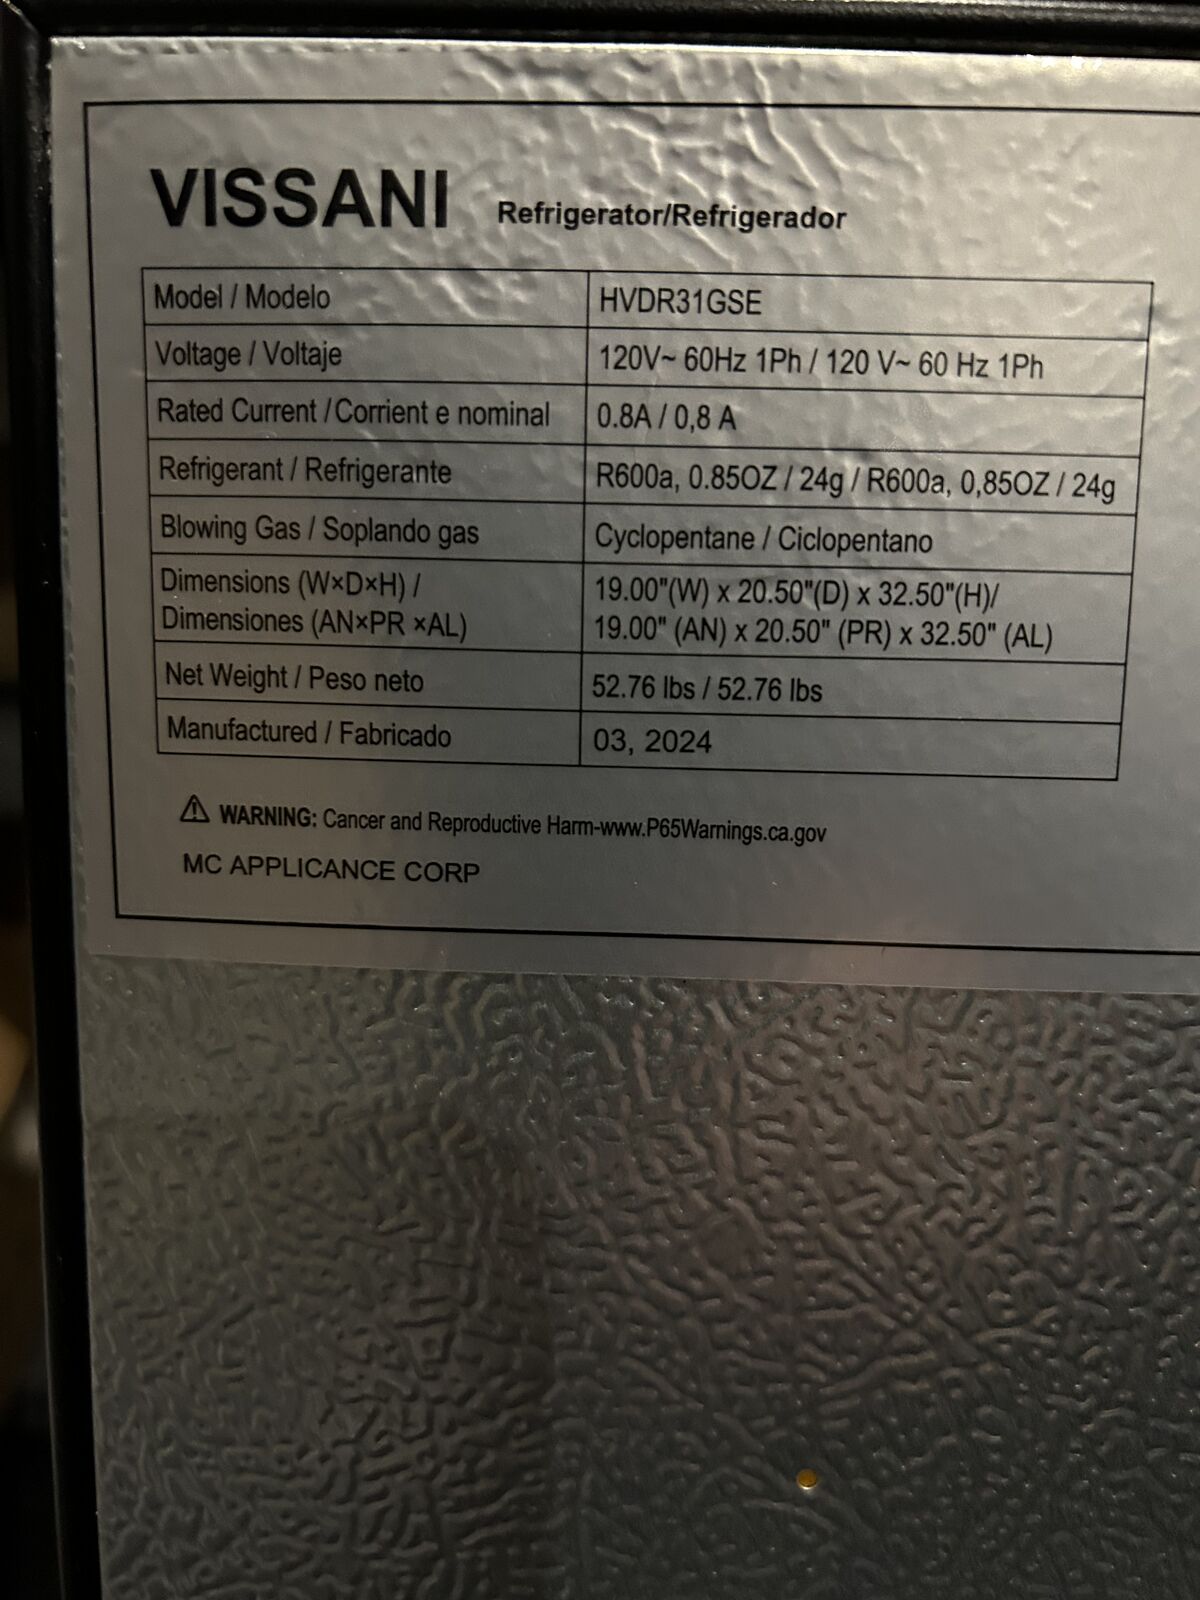 VISSANI Refrigerator/Refrigerador
Model / Modelo HVDR31GSE
Voltage / Voltaje 120V~ 60Hz 1Ph / 120 V~ 60 Hz 1Ph
Rated Current / Corrient e nominal 0.8A / 0,8 A
Refrigerant / Refrigerante R600a, 0.85OZ / 24g / R600a, 0,85OZ / 24g
Blowing Gas / Soplando gas Cyclopentane / Ciclopentano
Dimensions (W×D×H) / 19.00"(W) x 20.50"(D) x 32.50"(H)/
Dimensiones (AN×PR ×AL) 19.00" (AN) x 20.50" (PR) x 32.50" (AL)
Net Weight / Peso neto 52.76 lbs / 52.76 lbs
Manufactured / Fabricado 03, 2024
⚠ WARNING: Cancer and Reproductive Harm-www.P65Warnings.ca.gov
MC APPLICANCE CORP